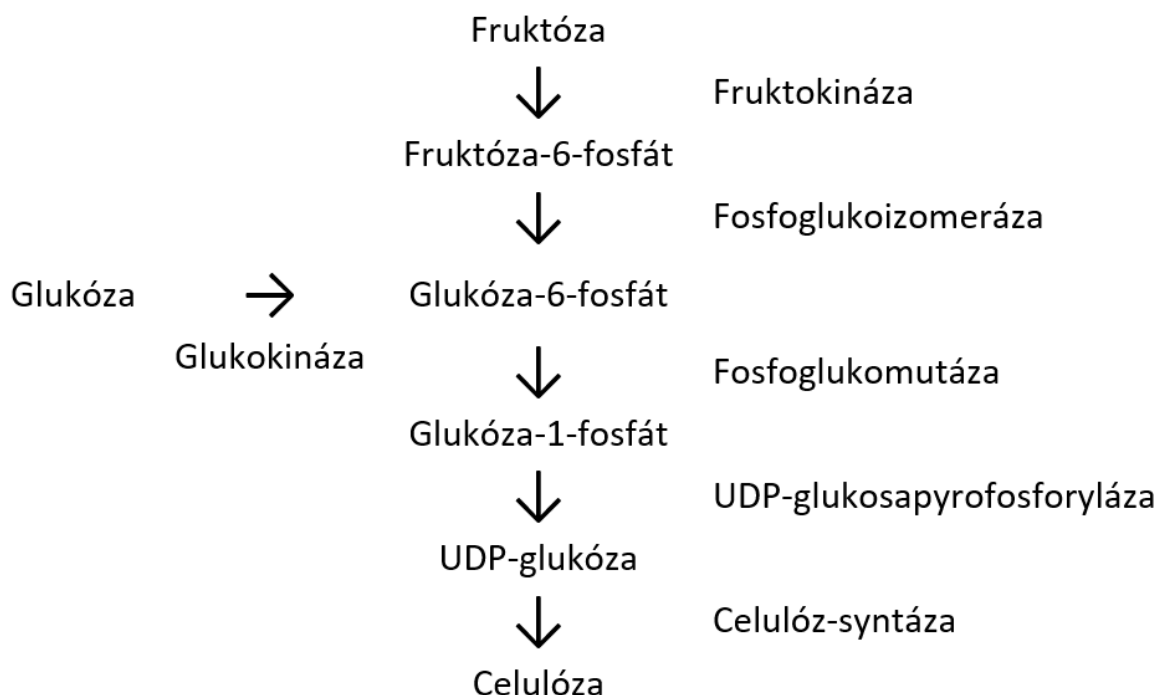 Fruktóza
Fruktokináza
Fruktóza-6-fosfát
Fosfoglukoizomeráza
Glukóza
Glukóza-6-fosfát
Glukokináza
Fosfoglukomutáza
Glukóza-1-fosfát
UDP-glukosapyrofosforyláza
UDP-glukóza
Celulóz-syntáza
Celulóza